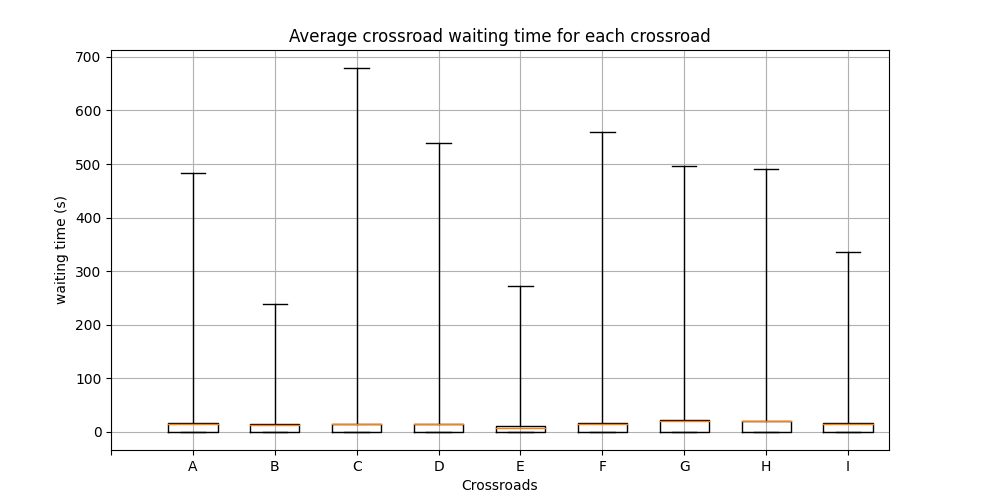 Average crossroad waiting time for each crossroad
waiting time (s)
700
600
500
400
300
200
100
0
A B C D E F G H I
Crossroads